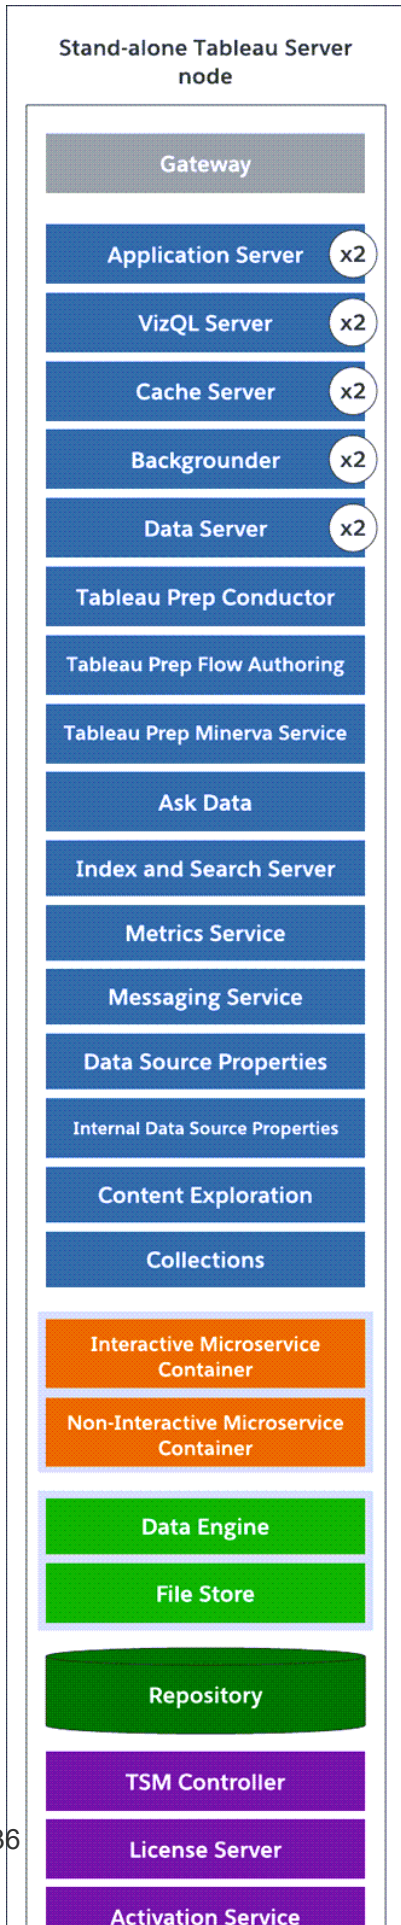 Stand-alone Tableau Server
node
Gateway
Application Server x2
VizQL Server x2
Cache Server x2
Backgrounder x2
Data Server x2
Tableau Prep Conductor
Tableau Prep Flow Authoring
Tableau Prep Minerva Service
Ask Data
Index and Search Server
Metrics Service
Messaging Service
Data Source Properties
Internal Data Source Properties
Content Exploration
Collections
Interactive Microservice
Container
Non-Interactive Microservice
Container
Data Engine
File Store
Repository
TSM Controller
36
License Server
Activation Service